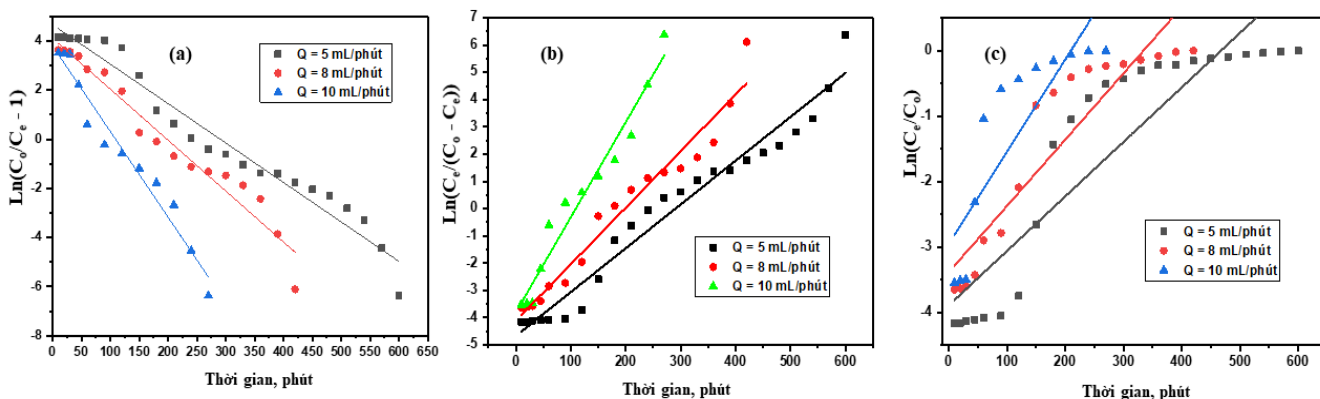 (a)
Ln(Cₒ/Cₑ - 1)
6
4
2
0
-2
-4
-6
-8
Q = 5 mL/phút
Q = 8 mL/phút
Q = 10 mL/phút
0 50 100 150 200 250 300 350 400 450 500 550 600 650
Thời gian, phút
(b)
Ln(Cₑ/(Cₒ - Cₑ))
7
6
5
4
3
2
1
0
-1
-2
-3
-4
-5
Q = 5 mL/phút
Q = 8 mL/phút
Q = 10 mL/phút
0 100 200 300 400 500 600
Thời gian, phút
(c)
Ln(Cₑ/Cₒ)
0
-1
-2
-3
-4
Q = 5 mL/phút
Q = 8 mL/phút
Q = 10 mL/phút
0 100 200 300 400 500 600
Thời gian, phút